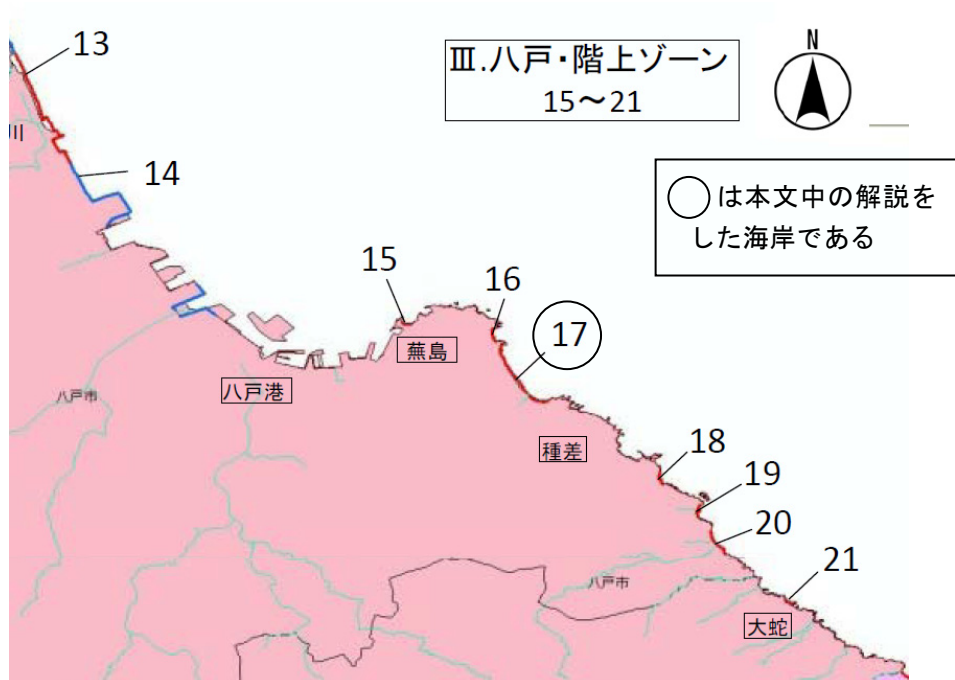 13
Ⅲ.八戸・階上ゾーン
15～21
N
川
14
◯は本文中の解説を
した海岸である
15
16
17
蕪島
八戸港
八戸市
種差
18
19
20
八戸市
21
大蛇